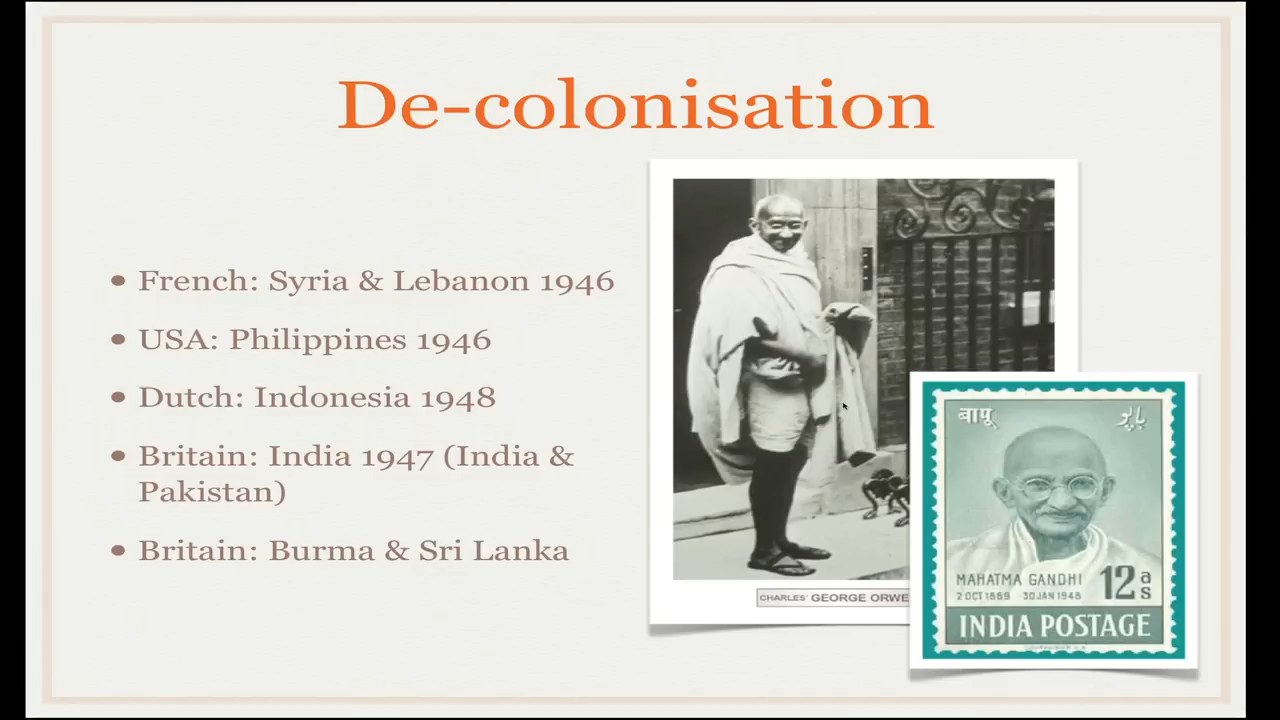 De-colonisation
• French: Syria & Lebanon 1946
• USA: Philippines 1946
• Dutch: Indonesia 1948
• Britain: India 1947 (India &
Pakistan)
• Britain: Burma & Sri Lanka
CHARLES' GEORGE ORWE
बापू باپو
MAHATMA GANDHI
2 OCT 1869 30 JAN 1948
12 as
INDIA POSTAGE